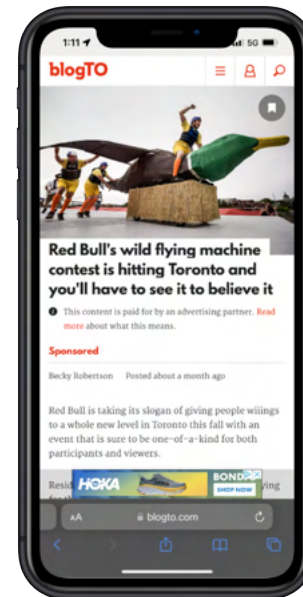 1:11
5G
blogTO
Red Bull's wild flying machine
contest is hitting Toronto and
you'll have to see it to believe it
This content is paid for by an advertising partner. Read
more about what this means.
Sponsored
Becky Robertson Posted about a month ago
Red Bull is taking its slogan of giving people wiiings
to a whole new level in Toronto this fall with an
event that is sure to be one-of-a-kind for both
participants and viewers.
Resid
HOKA
BOND
SHOP NOW
ying
AA
blogto.com